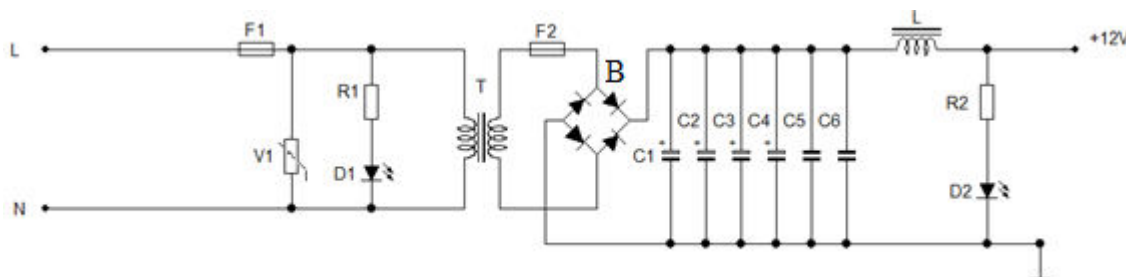 L F1 F2 B L +12V
R1 T C2 C3 C4 C5 C6 R2
V1 D1 C1 + + + + D2
N